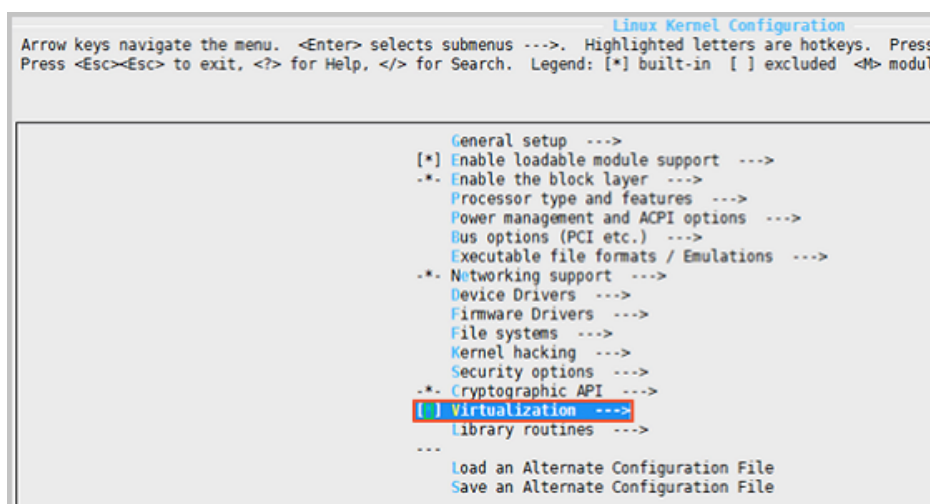 Linux Kernel Configuration
Arrow keys navigate the menu.  <Enter> selects submenus --->.  Highlighted letters are hotkeys.  Press
Press <Esc><Esc> to exit, <?> for Help, </> for Search.  Legend: [*] built-in  [ ] excluded  <M> modul
General setup  --->
[*] Enable loadable module support  --->
-*- Enable the block layer  --->
Processor type and features  --->
Power management and ACPI options  --->
Bus options (PCI etc.)  --->
Executable file formats / Emulations  --->
-*- Networking support  --->
Device Drivers  --->
Firmware Drivers  --->
File systems  --->
Kernel hacking  --->
Security options  --->
-*- Cryptographic API  --->
[ ] Virtualization  --->
Library routines  --->
---
Load an Alternate Configuration File
Save an Alternate Configuration File